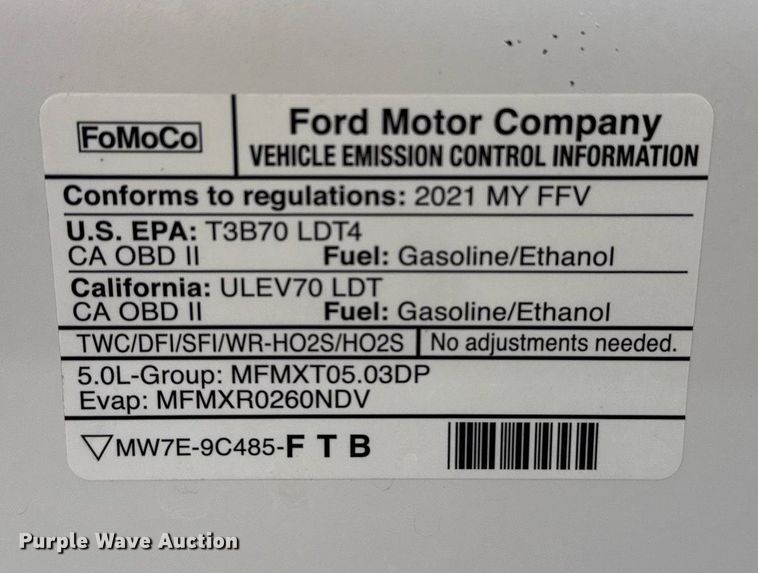 FoMoCo
Ford Motor Company
VEHICLE EMISSION CONTROL INFORMATION
Conforms to regulations: 2021 MY FFV
U.S. EPA: T3B70 LDT4
CA OBD II Fuel: Gasoline/Ethanol
California: ULEV70 LDT
CA OBD II Fuel: Gasoline/Ethanol
TWC/DFI/SFI/WR-HO2S/HO2S No adjustments needed.
5.0L-Group: MFMXT05.03DP
Evap: MFMXR0260NDV
MW7E-9C485-F T B
Purple Wave Auction